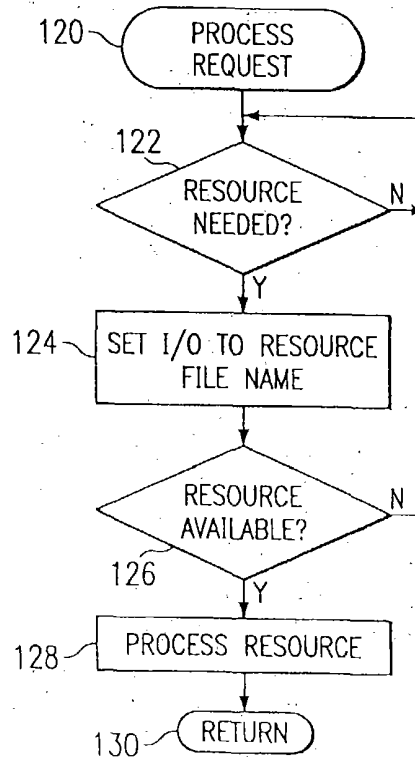 120
PROCESS
REQUEST
122
RESOURCE
NEEDED?
N
Y
124
SET I/O TO RESOURCE
FILE NAME
RESOURCE
AVAILABLE?
N
126
Y
128
PROCESS RESOURCE
130
RETURN